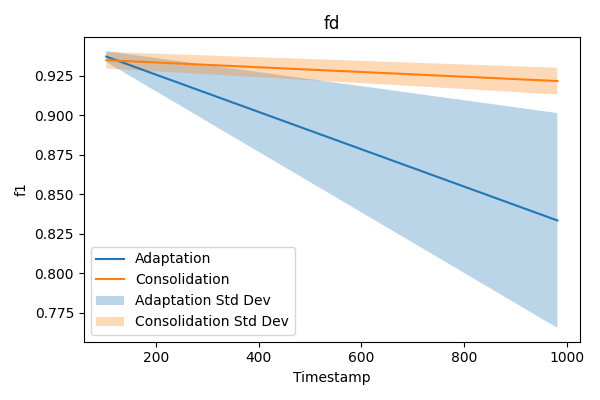 fd
f1
0.925
0.900
0.875
0.850
0.825
0.800
0.775
Adaptation
Consolidation
Adaptation Std Dev
Consolidation Std Dev
200 400 600 800 1000
Timestamp